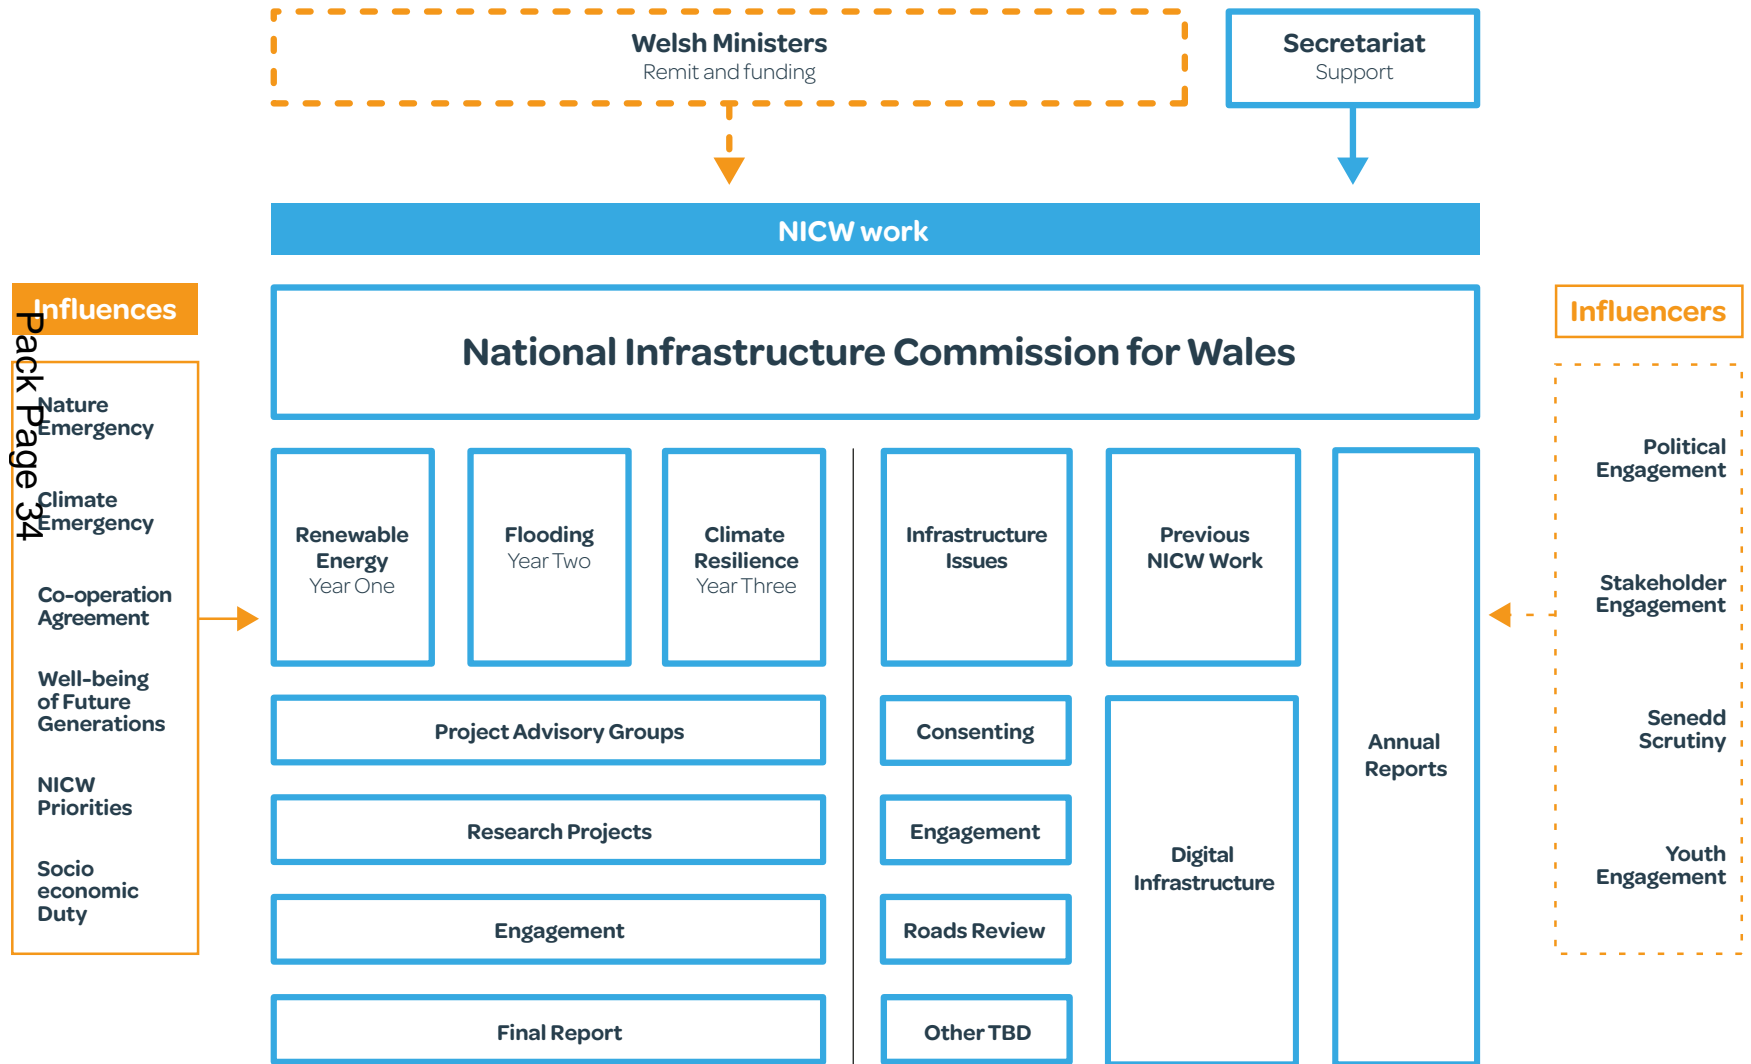 Welsh Ministers
Remit and funding
Secretariat
Support
NICW work
Influences
Pack Page 34
Nature
Emergency
Climate
Emergency
Co-operation
Agreement
Well-being
of Future
Generations
NICW
Priorities
Socio
economic
Duty
National Infrastructure Commission for Wales
Renewable
Energy
Year One
Flooding
Year Two
Climate
Resilience
Year Three
Project Advisory Groups
Research Projects
Engagement
Final Report
Infrastructure
Issues
Consenting
Engagement
Roads Review
Other TBD
Previous
NICW Work
Digital
Infrastructure
Annual
Reports
Influencers
Political
Engagement
Stakeholder
Engagement
Senedd
Scrutiny
Youth
Engagement